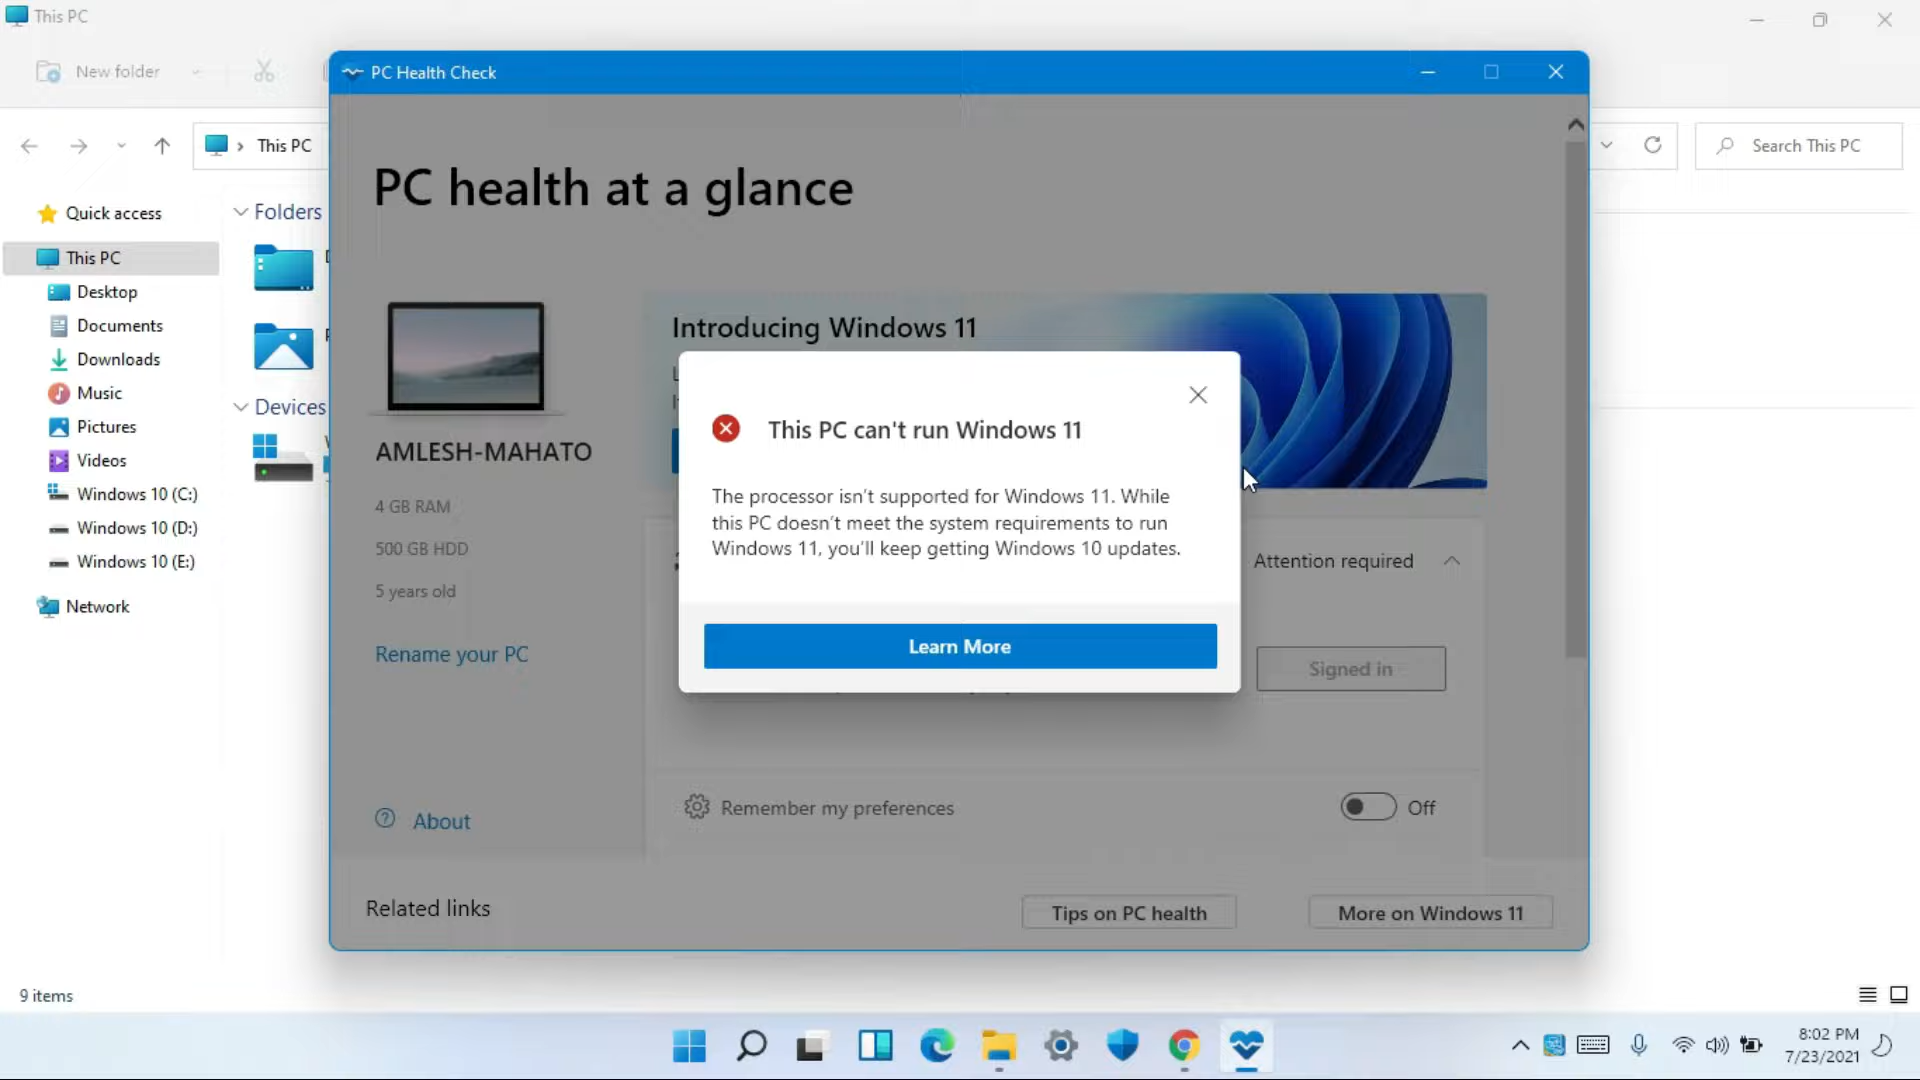 This PC
New folder
PC Health Check
This PC
Search This PC
PC health at a glance
Quick access
This PC
Desktop
Documents
Downloads
Music
Pictures
Videos
Windows 10 (C:)
Windows 10 (D:)
Windows 10 (E:)
Network
Folders
Devices
AMLESH-MAHATO
4 GB RAM
500 GB HDD
5 years old
Rename your PC
About
Introducing Windows 11
This PC can't run Windows 11
The processor isn't supported for Windows 11. While
this PC doesn't meet the system requirements to run
Windows 11, you'll keep getting Windows 10 updates.
Learn More
Attention required
Signed in
Remember my preferences
Off
Related links
Tips on PC health
More on Windows 11
9 items
8:02 PM
7/23/2021